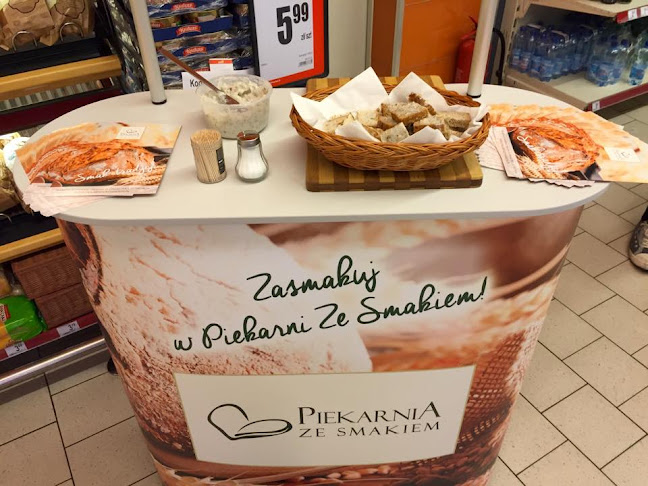 5.99
zł/szt
Zasmakuj
w Piekarni Ze Smakiem!
PIEKARNIA
ZE SMAKIEM